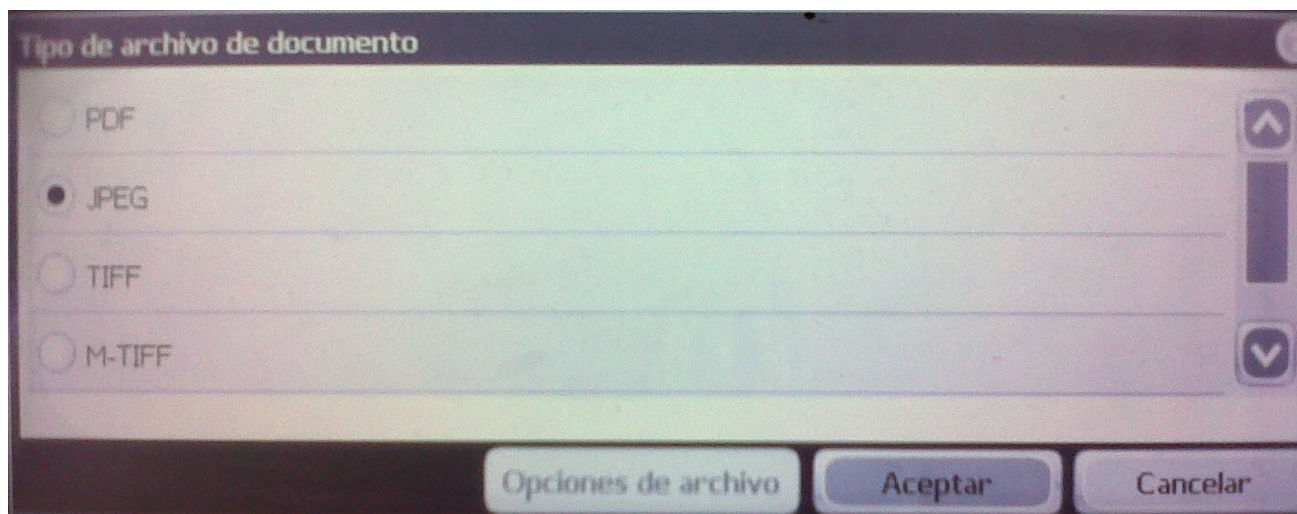 Tipo de archivo de documento
PDF
JPEG
TIFF
M-TIFF
Opciones de archivo
Aceptar
Cancelar